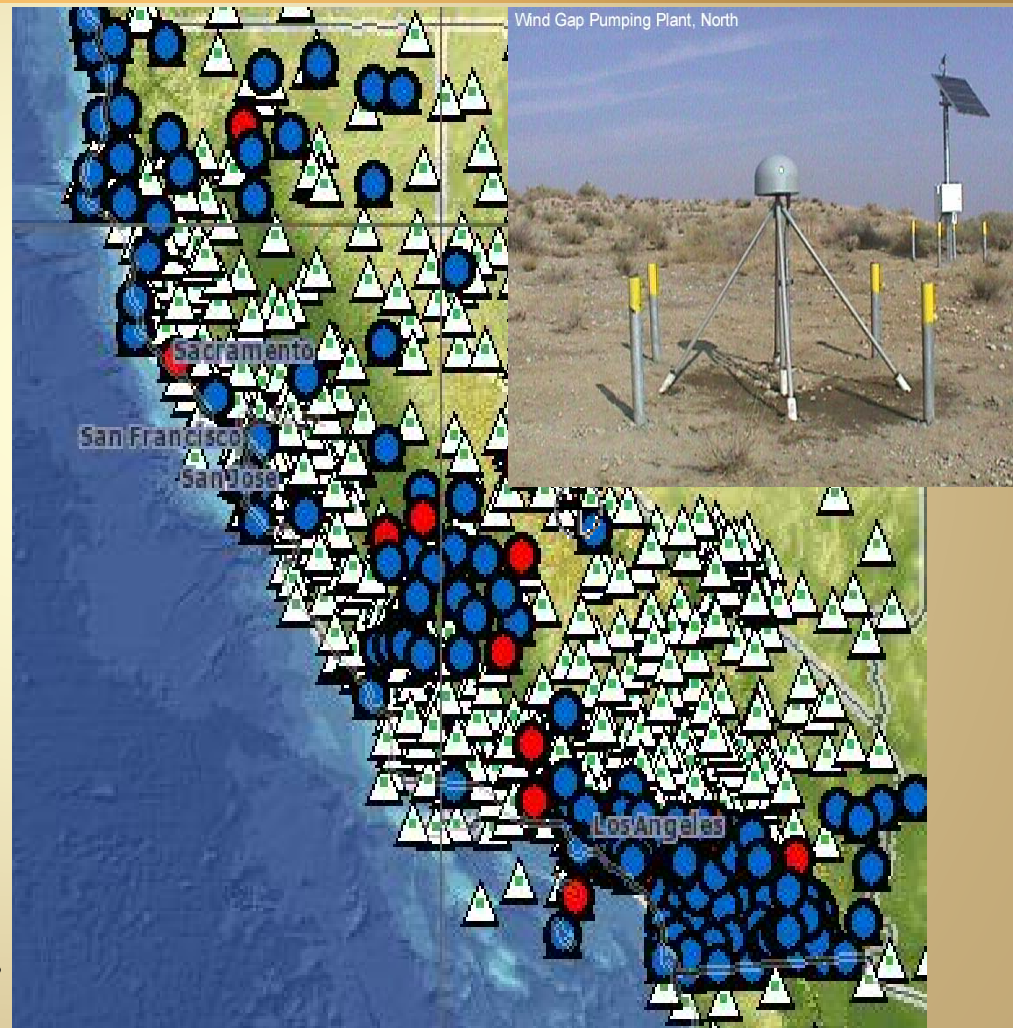 Wind Gap Pumping Plant, North
Sacramento
San Francisco
San Jose
Los Angeles